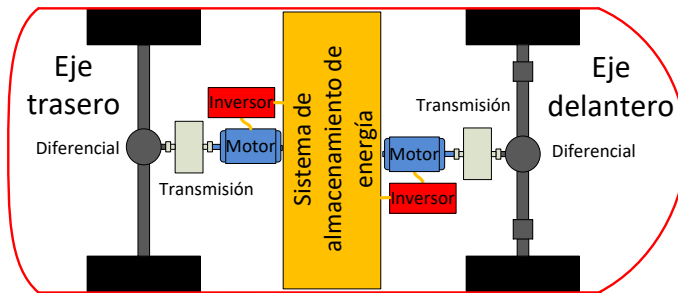 Eje
trasero
Diferencial
Transmisión
Inversor
Motor
Sistema de
almacenamiento de
energía
Motor
Inversor
Transmisión
Eje
delantero
Diferencial